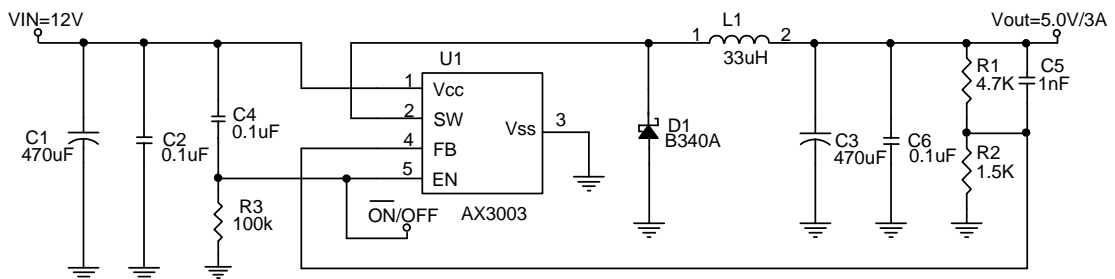 VIN=12V
L1
Vout=5.0V/3A
1
2
33uH
U1
R1
4.7K
C5
1nF
1
Vcc
2
SW
Vss
3
4
FB
5
EN
AX3003
C1
470uF
C2
0.1uF
C4
0.1uF
D1
B340A
C3
470uF
C6
0.1uF
R2
1.5K
R3
100k
ON/OFF